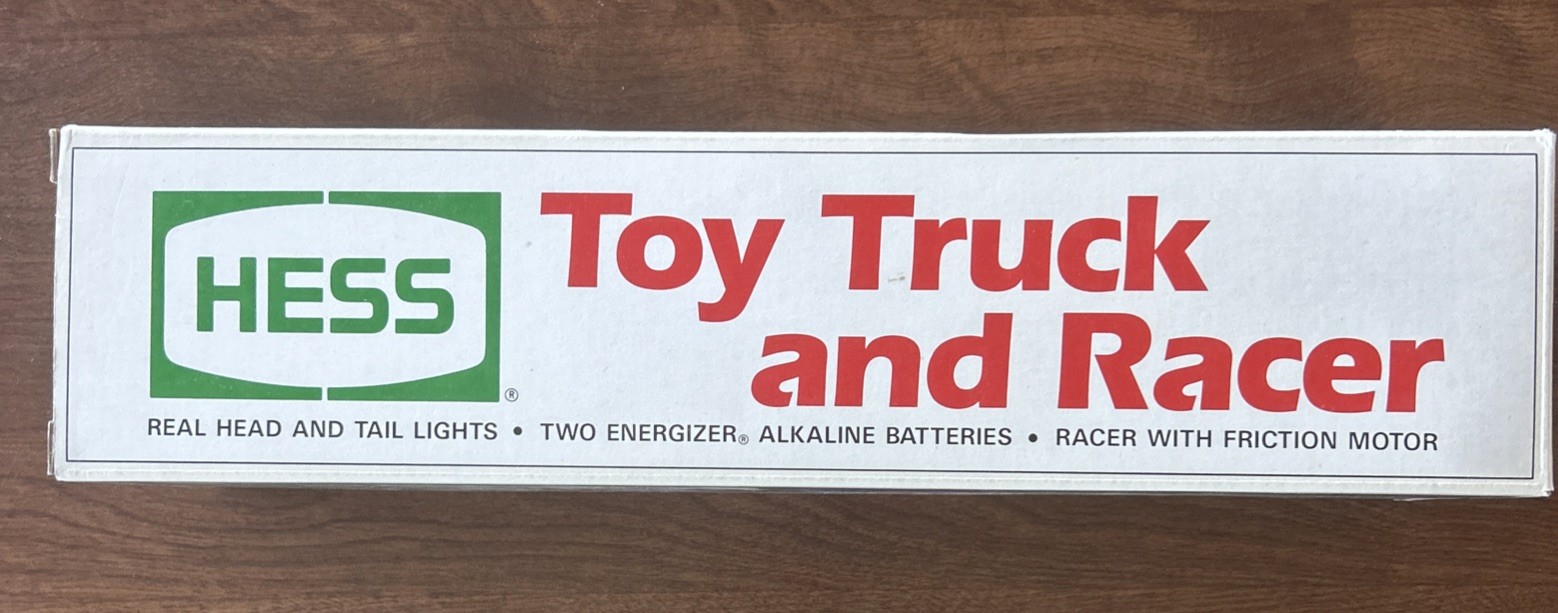 HESS®
Toy Truck
and Racer
REAL HEAD AND TAIL LIGHTS • TWO ENERGIZER® ALKALINE BATTERIES • RACER WITH FRICTION MOTOR